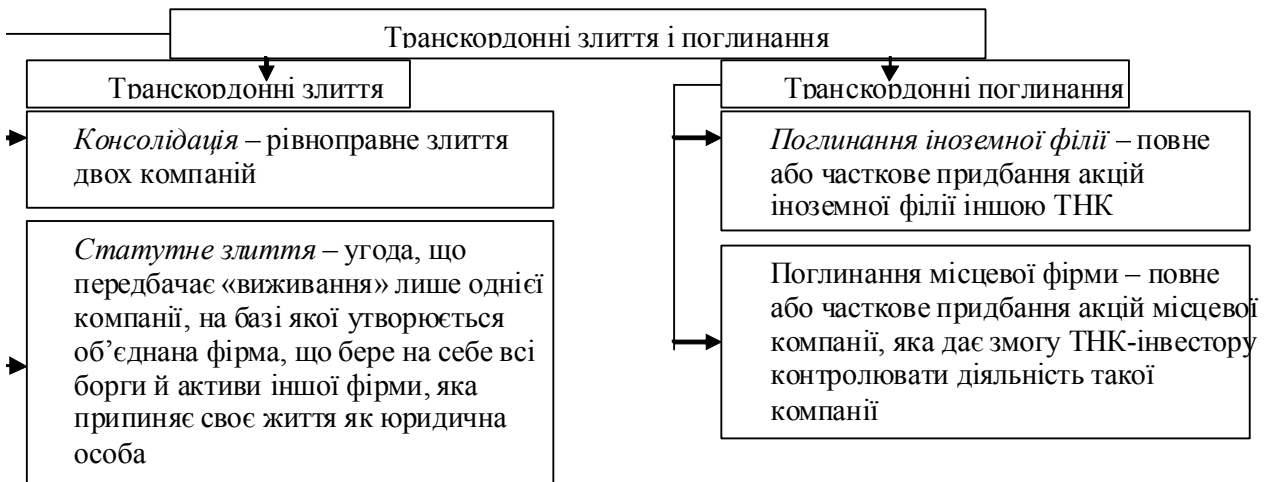 Транскордонні злиття і поглинання
Транскордонні злиття
Консолідація – рівноправне злиття
двох компаній
Статутне злиття – угода, що
передбачає «виживання» лише однієї
компанії, на базі якої утворюється
об’єднана фірма, що бере на себе всі
борги й активи іншої фірми, яка
припиняє своє життя як юридична
особа
Транскордонні поглинання
Поглинання іноземної філії – повне
або часткове придбання акцій
іноземної філії іншою ТНК
Поглинання місцевої фірми – повне
або часткове придбання акцій місцевої
компанії, яка дає змогу ТНК-інвестору
контролювати діяльність такої
компанії